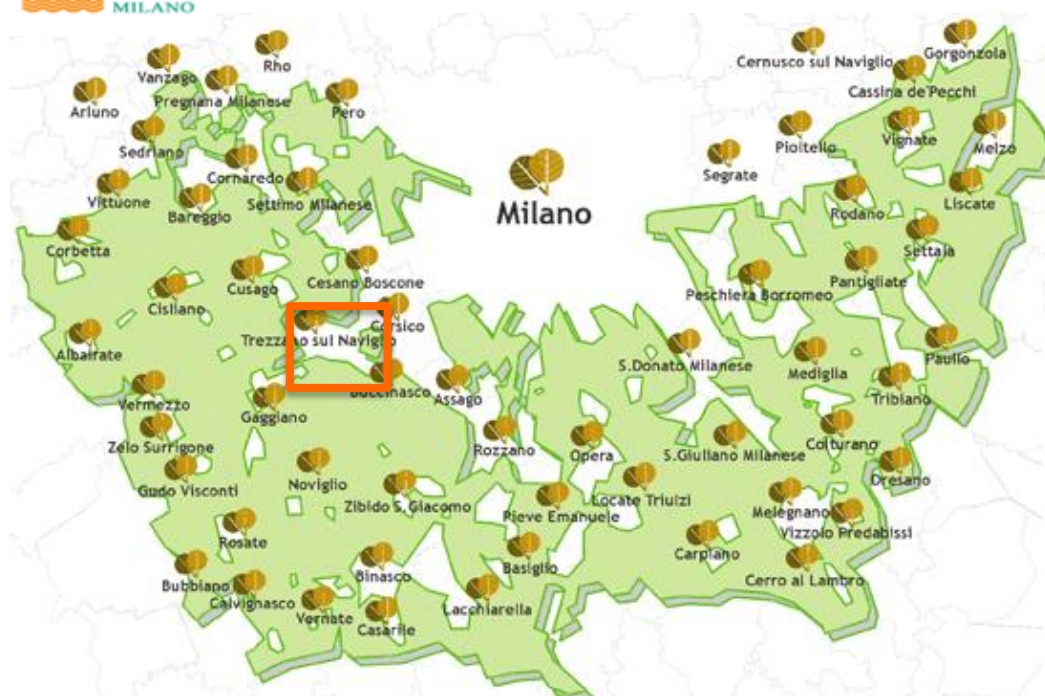 MILANO
Rho
Gorgonzola
Vanzago
Cernusco sul Naviglio
Cassina de'Pecchi
Arluno
Pregnana Milanese
Pero
Vignate
Pioltello
Melzo
Sedriano
Segrate
Cornaredo
Vittuone
Bareggio
Settimo Milanese
Milano
Rodano
Liscate
Corbetta
Settala
Cusago
Cesano Boscone
Pantigliate
Cisliano
Peschiera Borromeo
Corsico
Trezzano sul Naviglio
Albairate
S.Donato Milanese
Mediglia
Paullo
Buccinasco
Assago
Tribiano
Vermezzo
Gaggiano
Zelo Surrigone
Rozzano
Opera
S.Giuliano Milanese
Colturano
Gudo Visconti
Noviglio
Dresano
Zibido S.Giacomo
Locate Triulzi
Pieve Emanuele
Melegnano
Vizzolo Predabissi
Rosate
Carpiano
Basiglio
Binasco
Cerro al Lambro
Bubbiano
Calvignasco
Lacchiarella
Vernate
Casarile